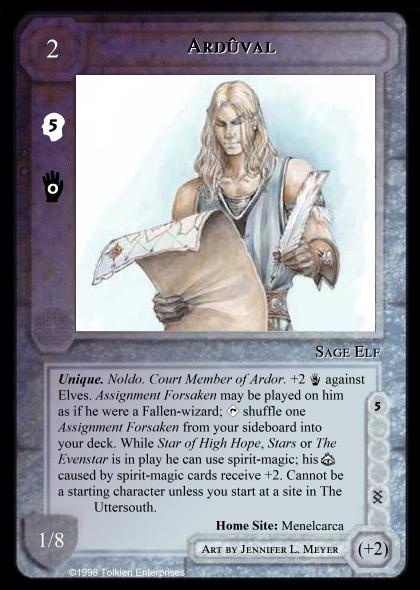 2
ARDÛVAL
5
0
SAGE ELF
Unique. Noldo. Court Member of Ardor. +2 against
Elves. Assignment Forsaken may be played on him
as if he were a Fallen-wizard; shuffle one
Assignment Forsaken from your sideboard into
your deck. While Star of High Hope, Stars or The
Evenstar is in play he can use spirit-magic; his
caused by spirit-magic cards receive +2. Cannot be
a starting character unless you start at a site in The
Uttersouth.
5
Home Site: Menelcarca
1/8
ART BY JENNIFER L. MEYER
(+2)
©1998 Tolkien Enterprises